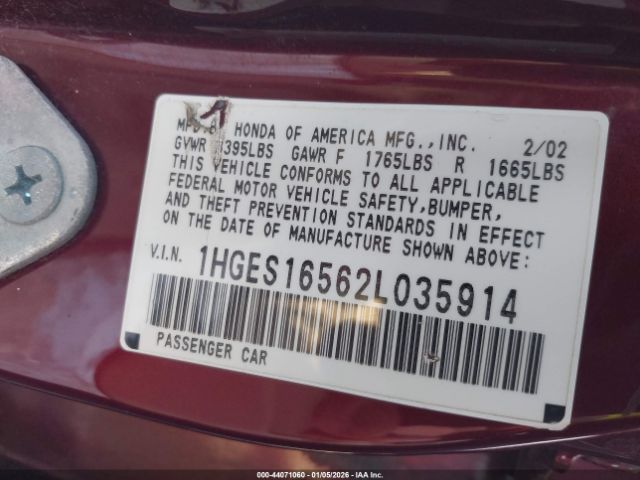 HONDA OF AMERICA MFG.,INC. 2/02
GVWR 3395LBS GAWR F 1765LBS R 1665LBS
THIS VEHICLE CONFORMS TO ALL APPLICABLE
FEDERAL MOTOR VEHICLE SAFETY,BUMPER,
AND THEFT PREVENTION STANDARDS IN EFFECT
ON THE DATE OF MANUFACTURE SHOWN ABOVE:
V.I.N. 1HGES16562L035914
PASSENGER CAR
000-44071060 | 01/05/2026 | IAA Inc.